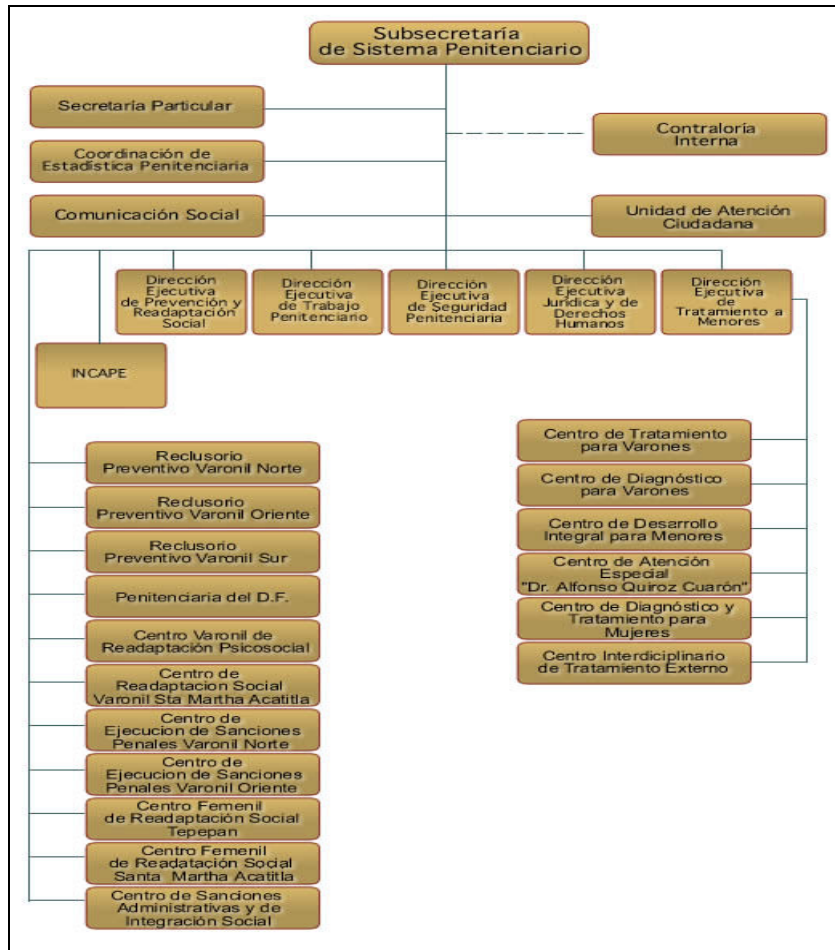 Subsecretaría
de Sistema Penitenciario
Secretaría Particular
Contraloría
Interna
Coordinación de
Estadística Penitenciaria
Comunicación Social
Unidad de Atención
Ciudadana
Dirección
Ejecutiva
de Prevención y
Readaptación
Social
Dirección
Ejecutiva
de Trabajo
Penitenciario
Dirección
Ejecutiva
de Seguridad
Penitenciaria
Dirección
Ejecutiva
Jurídica y de
Derechos
Humanos
Dirección
Ejecutiva
de
Tratamiento a
Menores
INCAPE
Reclusorio
Preventivo Varonil Norte
Reclusorio
Preventivo Varonil Oriente
Reclusorio
Preventivo Varonil Sur
Penitenciaria del D.F.
Centro Varonil de
Readaptación Psicosocial
Centro de
Readaptacion Social
Varonil Sta Martha Acatitla
Centro de
Ejecucion de Sanciones
Penales Varonil Norte
Centro de
Ejecucion de Sanciones
Penales Varonil Oriente
Centro Femenil
de Readaptación Social
Tepepan
Centro Femenil
de Readatación Social
Santa Martha Acatitla
Centro de Sanciones
Administrativas y de
Integración Social
Centro de Tratamiento
para Varones
Centro de Diagnóstico
para Varones
Centro de Desarrollo
Integral para Menores
Centro de Atención
Especial
"Dr. Alfonso Quiroz Cuarón"
Centro de Diagnóstico y
Tratamiento para
Mujeres
Centro Interdiciplinario
de Tratamiento Externo